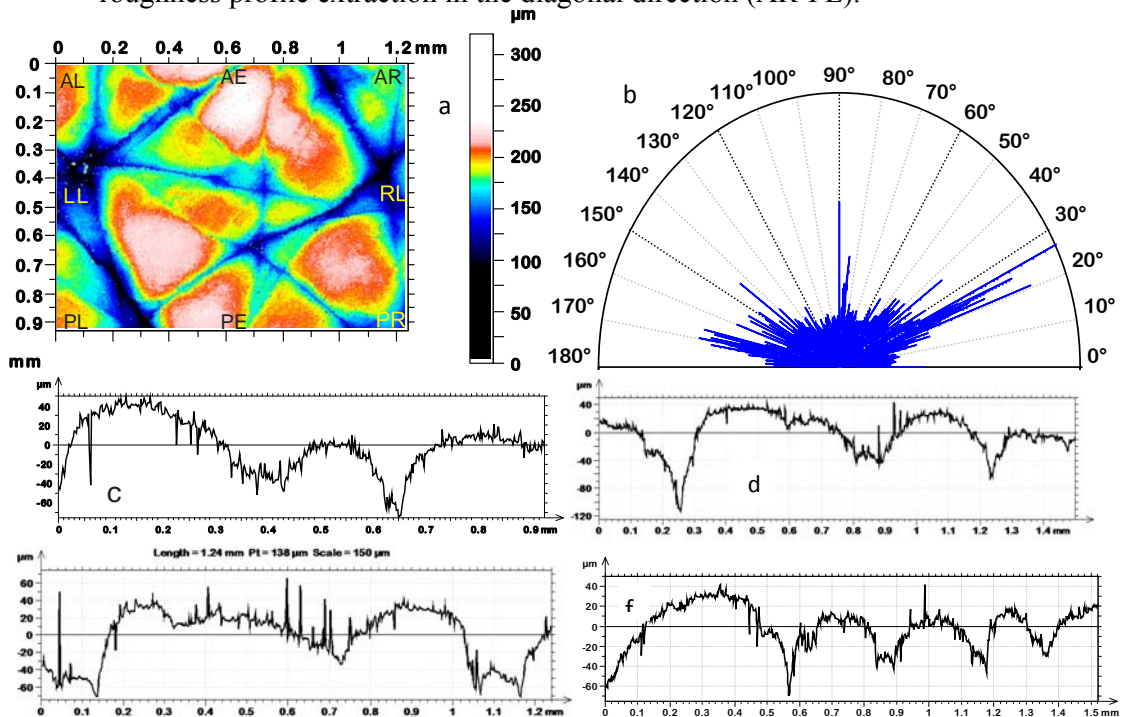 roughness profile extraction in the diagonal direction (AR-PL).
µm
0 0.2 0.4 0.6 0.8 1 1.2 mm
0
0.1
0.2
0.3
0.4
0.5
0.6
0.7
0.8
0.9
mm
AL AE AR
LL RL
PL PE PR
a
300
250
200
150
100
50
0
b
180° 170° 160° 150° 140° 130° 120° 110° 100° 90° 80° 70° 60° 50° 40° 30° 20° 10° 0°
µm
40
20
0
-20
-40
-60
C
0 0.1 0.2 0.3 0.4 0.5 0.6 0.7 0.8 0.9 mm
µm
40
0
-40
-80
-120
d
0 0.1 0.2 0.3 0.4 0.5 0.6 0.7 0.8 0.9 1 1.1 1.2 1.3 1.4 mm
Length = 1.24 mm Pt = 138 µm Scale = 150 µm
µm
60
40
20
0
-20
-40
-60
0 0.1 0.2 0.3 0.4 0.5 0.6 0.7 0.8 0.9 1 1.1 1.2 mm
µm
40
20
0
-20
-40
-60
f
0 0.1 0.2 0.3 0.4 0.5 0.6 0.7 0.8 0.9 1 1.1 1.2 1.3 1.4 1.5 mm